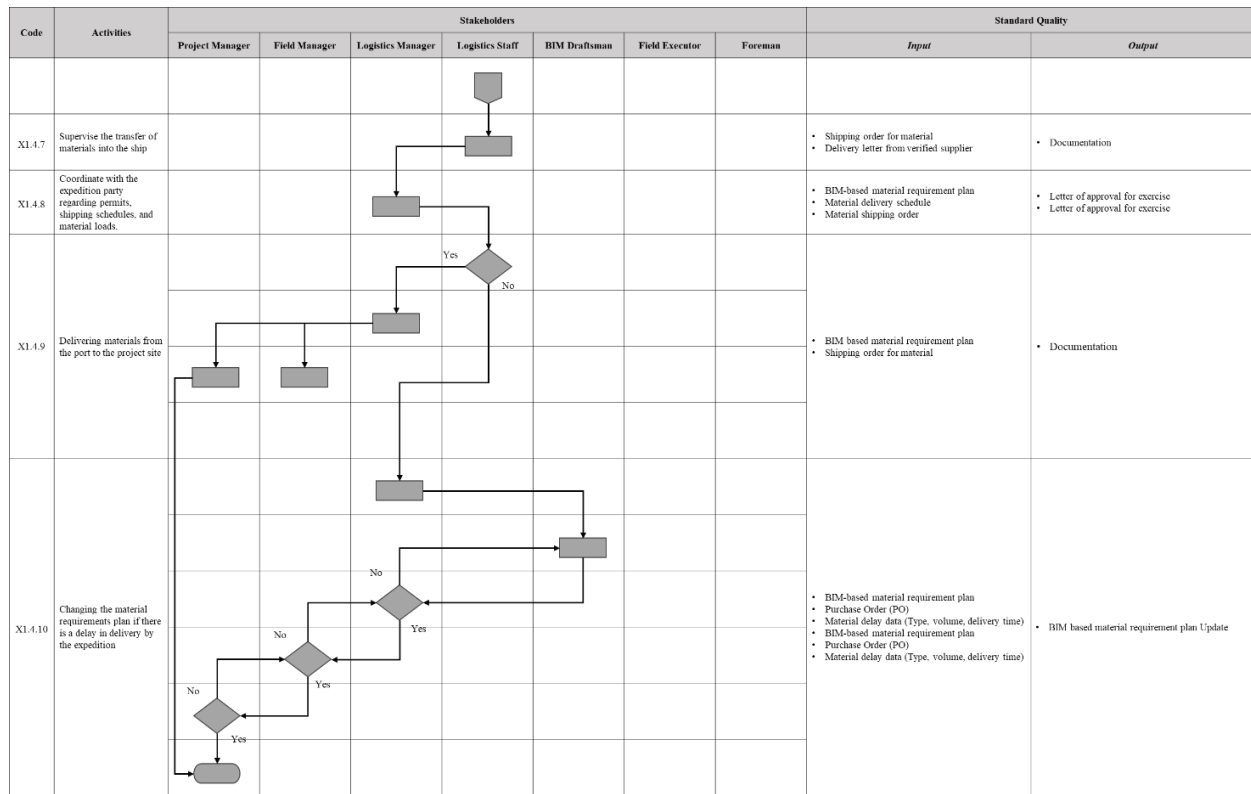 Code
Activities
Stakeholders
Standard Quality
Project Manager
Field Manager
Logistics Manager
Logistics Staff
BIM Draftsman
Field Executor
Foreman
Input
Output
X1.4.7
Supervise the transfer of
materials into the ship
• Shipping order for material
• Delivery letter from verified supplier
• Documentation
X1.4.8
Coordinate with the
expedition party
regarding permits,
shipping schedules, and
material loads.
• BIM-based material requirement plan
• Material delivery schedule
• Material shipping order
• Letter of approval for exercise
• Letter of approval for exercise
Yes
No
X1.4.9
Delivering materials from
the port to the project site
• BIM based material requirement plan
• Shipping order for material
• Documentation
X1.4.10
Changing the material
requirements plan if there
is a delay in delivery by
the expedition
No
Yes
No
Yes
No
Yes
• BIM-based material requirement plan
• Purchase Order (PO)
• Material delay data (Type, volume, delivery time)
• BIM-based material requirement plan
• Purchase Order (PO)
• Material delay data (Type, volume, delivery time)
• BIM based material requirement plan Update